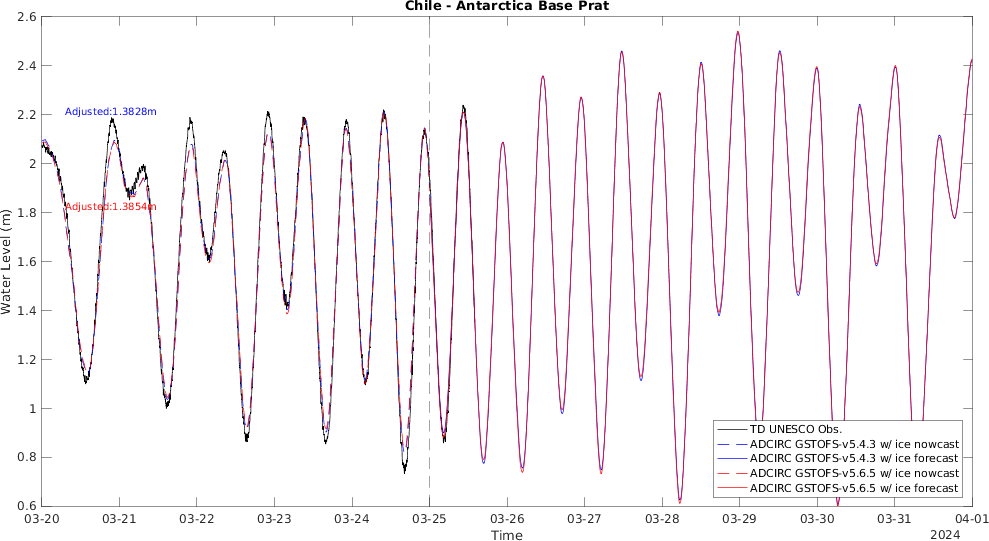 Chile - Antarctica Base Prat
2.6
2.4
2.2
2
1.8
1.6
1.4
1.2
1
0.8
0.6
Water Level (m)
Adjusted:1.3828m
Adjusted:1.3854m
TD UNESCO Obs.
ADCIRC GSTOFS-v5.4.3 w/ ice nowcast
ADCIRC GSTOFS-v5.4.3 w/ ice forecast
ADCIRC GSTOFS-v5.6.5 w/ ice nowcast
ADCIRC GSTOFS-v5.6.5 w/ ice forecast
03-20 03-21 03-22 03-23 03-24 03-25 03-26 03-27 03-28 03-29 03-30 03-31 04-01
Time
2024